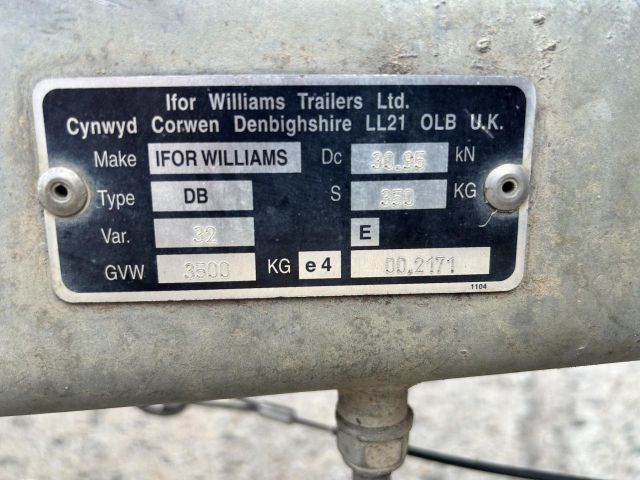 Ifor Williams Trailers Ltd.
Cynwyd Corwen Denbighshire LL21 OLB U.K.
Make IFOR WILLIAMS Dc 30.95 kN
Type DB S 350 KG
Var. 32 E
GVW 3500 KG e4 00.2171
1104